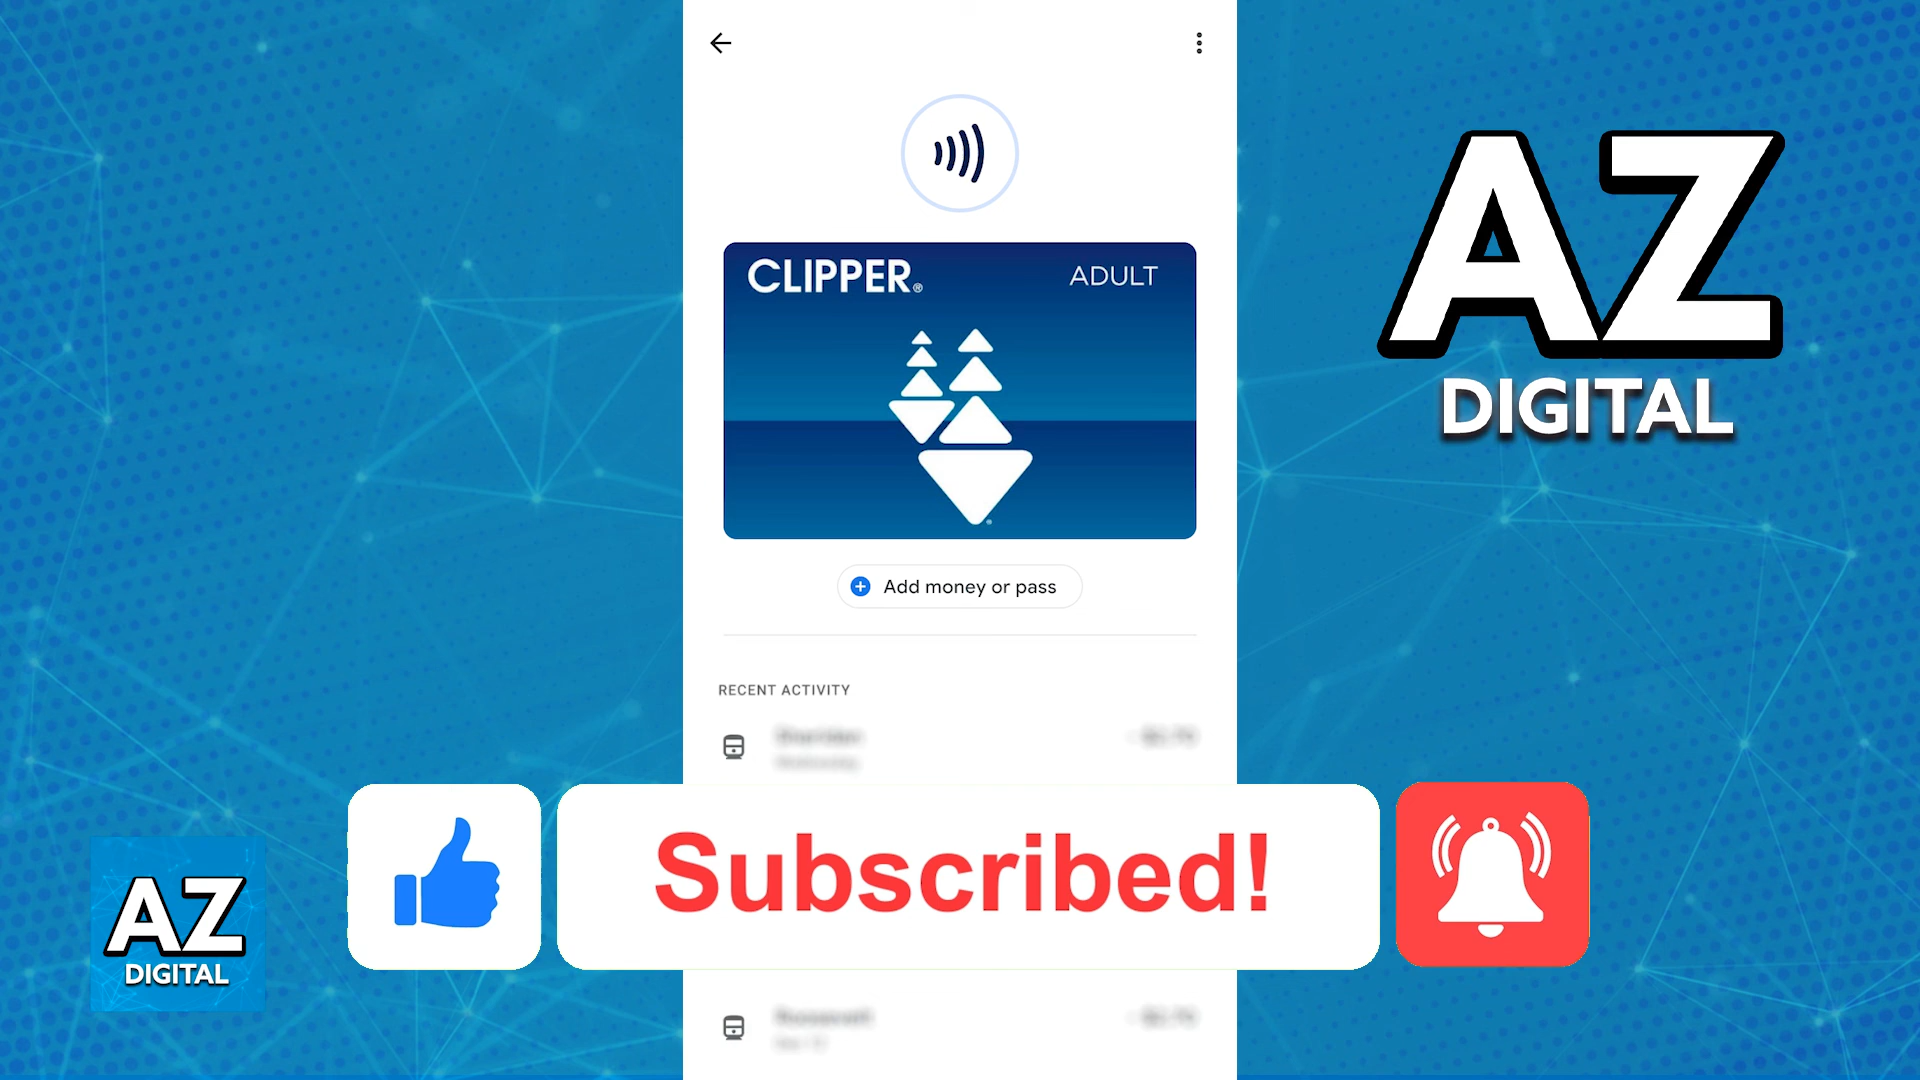 CLIPPER®
ADULT
AZ
DIGITAL
Add money or pass
RECENT ACTIVITY
Subscribed!
AZ
DIGITAL